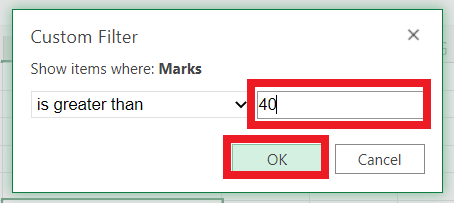 Custom Filter
Show items where: Marks
is greater than 40
OK Cancel